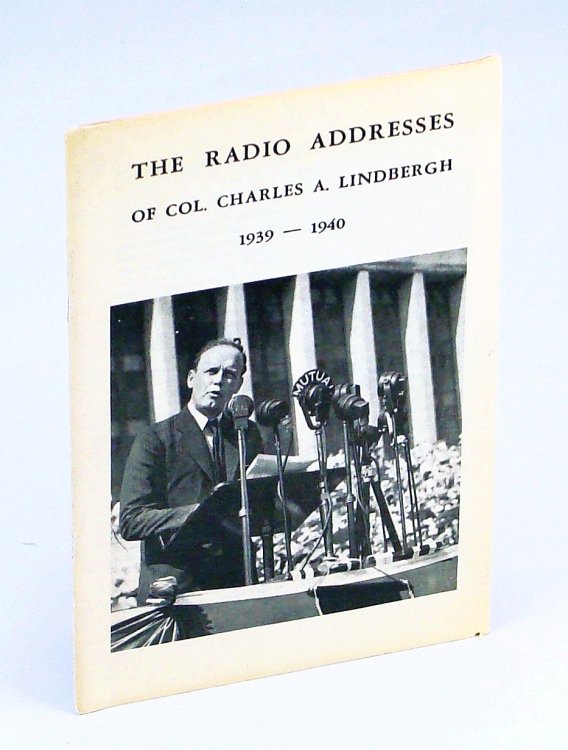 THE RADIO ADDRESSES
OF COL. CHARLES A. LINDBERGH
1939 — 1940
MUTUAL